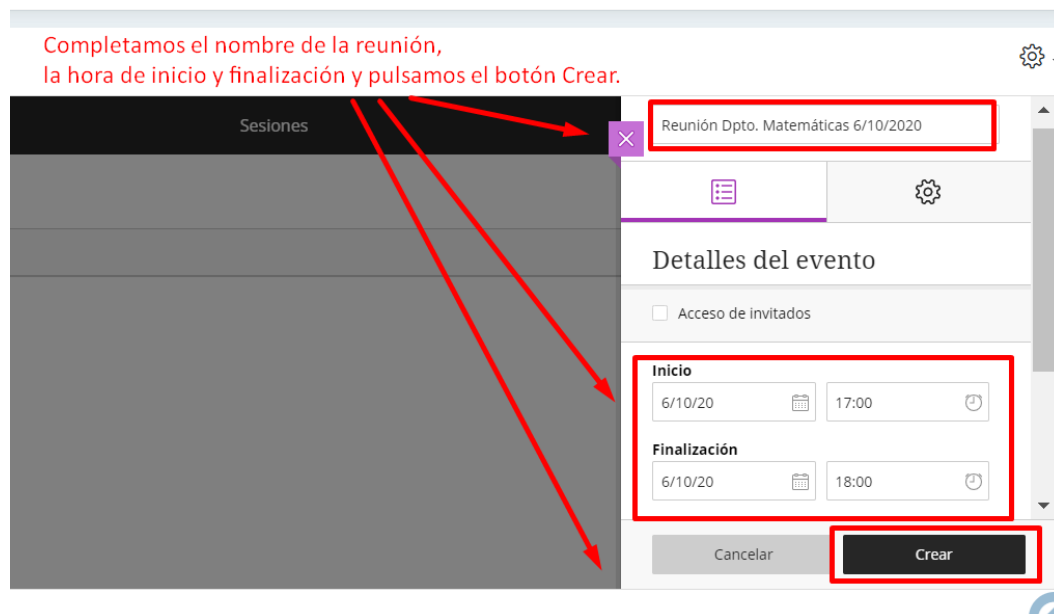 Completamos el nombre de la reunión,
la hora de inicio y finalización y pulsamos el botón Crear.
Sesiones
Reunión Dpto. Matemáticas 6/10/2020
Detalles del evento
Acceso de invitados
Inicio
6/10/20 17:00
Finalización
6/10/20 18:00
Cancelar Crear